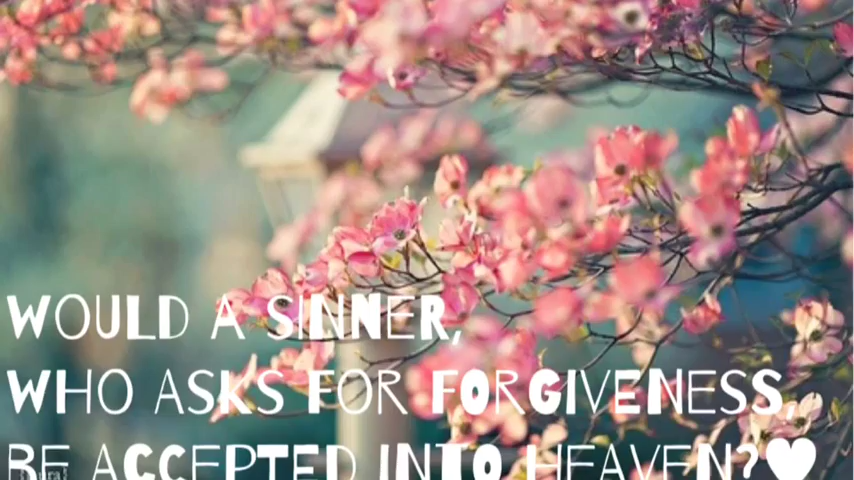 WOULD A SINNER,
WHO ASKS FOR FORGIVENESS,
BE ACCEPTED INTO HEAVEN?♥